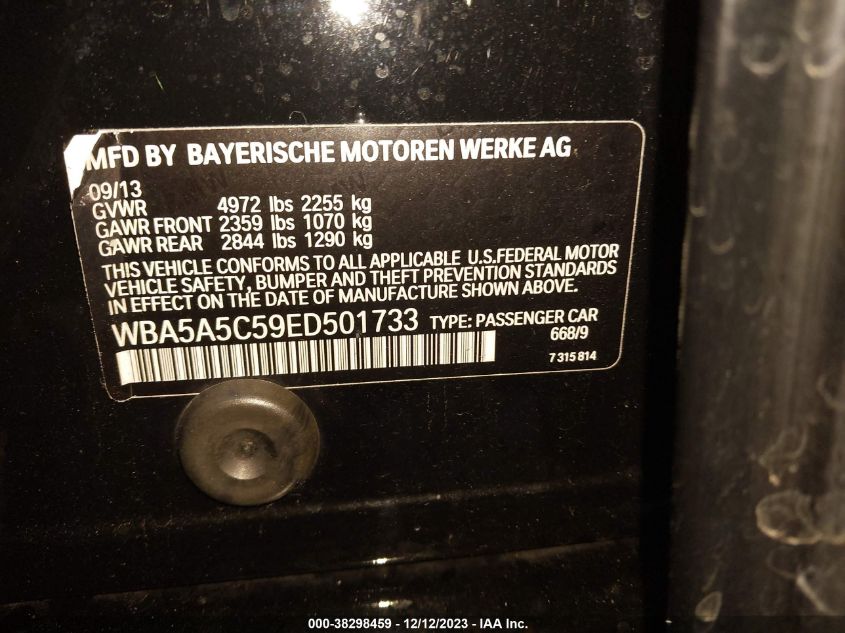 MFD BY BAYERISCHE MOTOREN WERKE AG
09/13
GVWR 4972 lbs 2255 kg
GAWR FRONT 2359 lbs 1070 kg
GAWR REAR 2844 lbs 1290 kg
THIS VEHICLE CONFORMS TO ALL APPLICABLE U.S.FEDERAL MOTOR
VEHICLE SAFETY, BUMPER AND THEFT PREVENTION STANDARDS
IN EFFECT ON THE DATE OF MANUFACTURE SHOWN ABOVE.
WBA5A5C59ED501733 TYPE: PASSENGER CAR
668/9
7 315 814
000-38298459 - 12/12/2023 - IAA Inc.